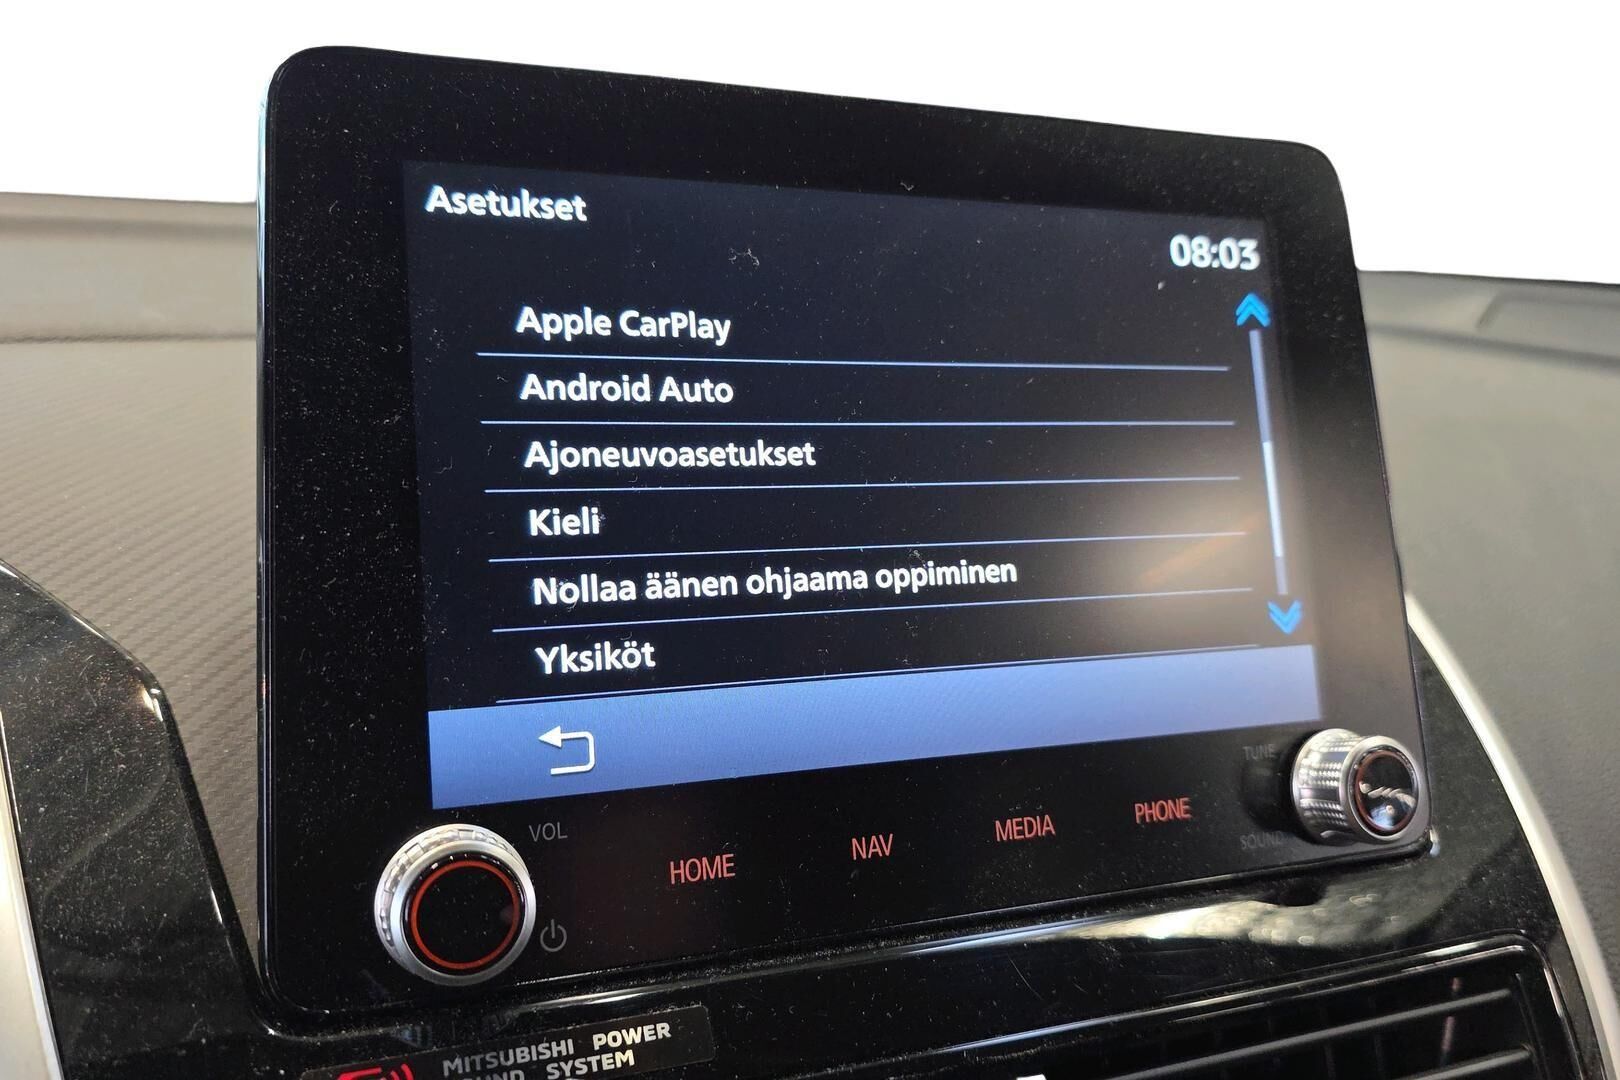 Asetukset
08:03
Apple CarPlay
Android Auto
Ajoneuvoasetukset
Kieli
Nollaa äänen ohjaama oppiminen
Yksiköt
TUNE
VOL
HOME
NAV
MEDIA
PHONE
SOUND
MITSUBISHI POWER
SOUND SYSTEM